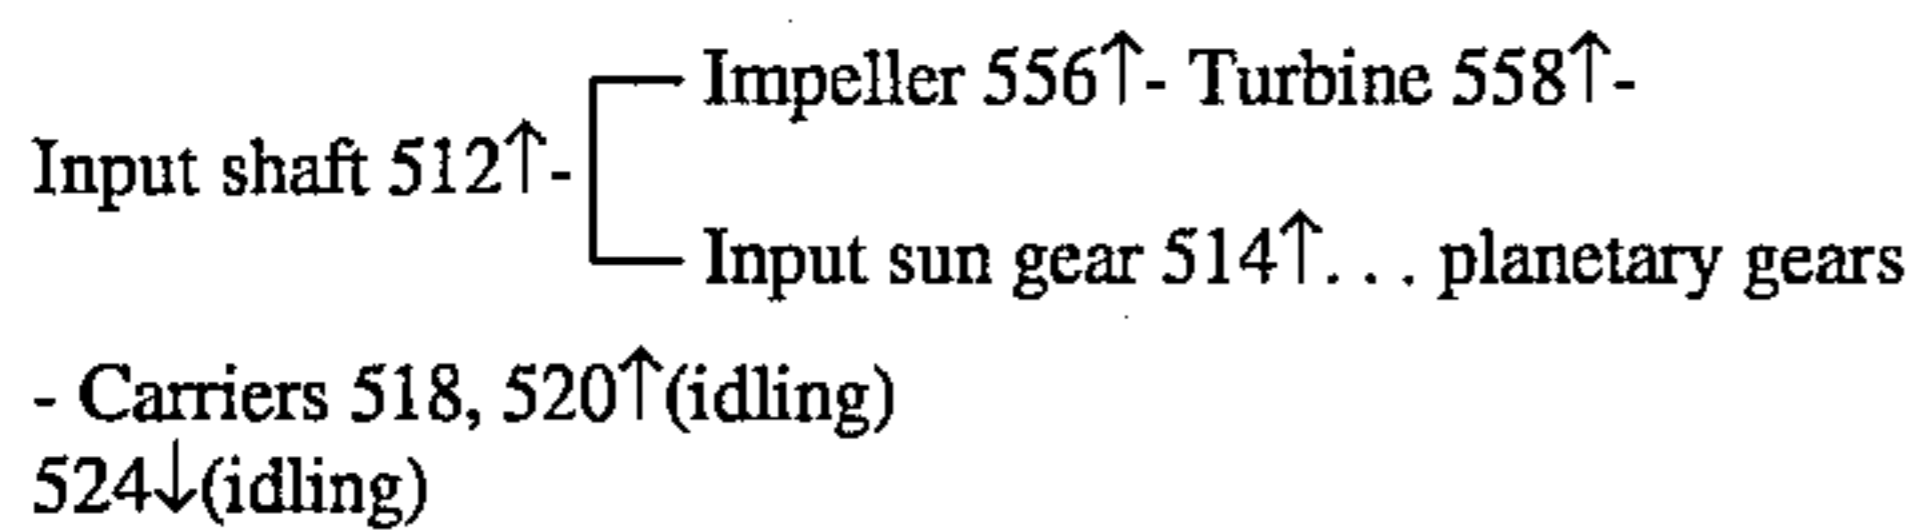 Impeller 556↑- Turbine 558↑-
Input shaft 512↑-
Input sun gear 514↑. . . planetary gears
- Carriers 518, 520↑(idling)
524↓(idling)